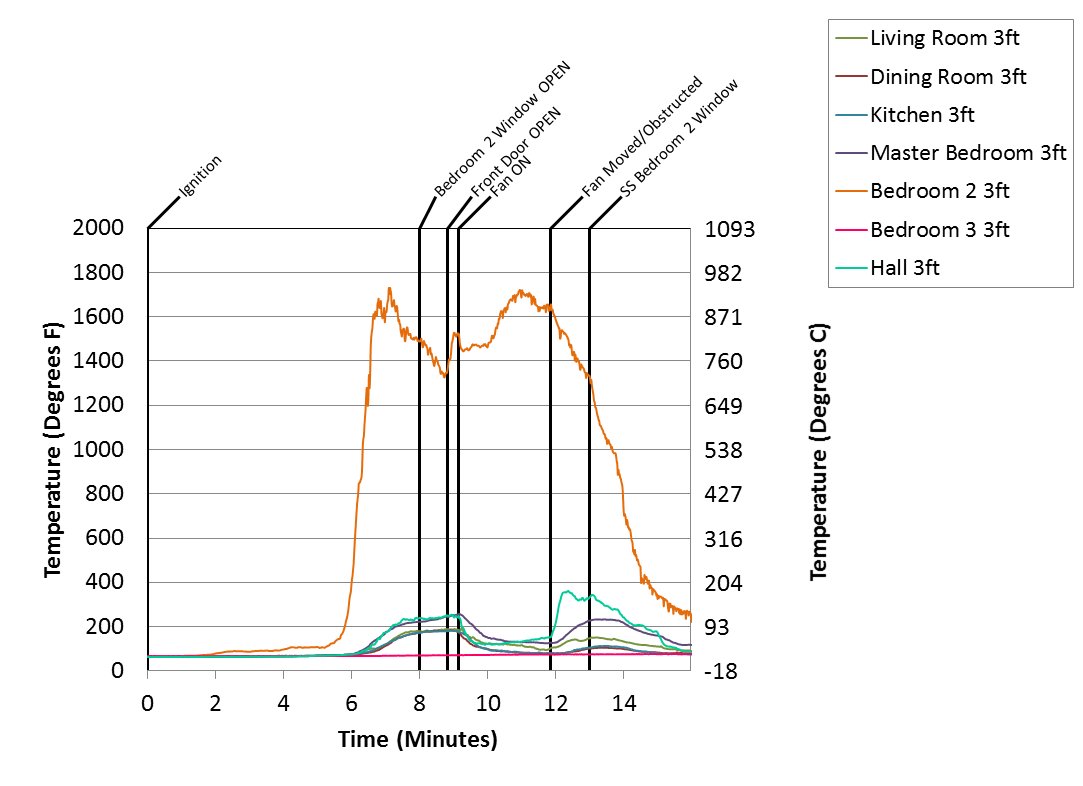 Living Room 3ft
Dining Room 3ft
Kitchen 3ft
Master Bedroom 3ft
Bedroom 2 3ft
Bedroom 3 3ft
Hall 3ft
Ignition
Bedroom 2 Window OPEN
Front Door OPEN
Fan ON
Fan Moved/Obstructed
SS Bedroom 2 Window
Temperature (Degrees F)
2000
1800
1600
1400
1200
1000
800
600
400
200
0
1093
982
871
760
649
538
427
316
204
93
-18
Temperature (Degrees C)
0 2 4 6 8 10 12 14
Time (Minutes)